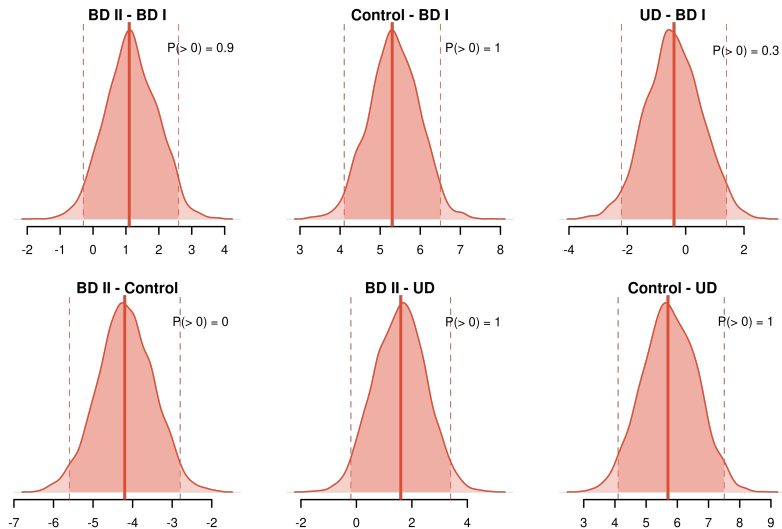 BD II - BD I
P(> 0) = 0.9
-2 -1 0 1 2 3 4
Control - BD I
P(> 0) = 1
3 4 5 6 7 8
UD - BD I
P(> 0) = 0.3
-4 -2 0 2
BD II - Control
P(> 0) = 0
-7 -6 -5 -4 -3 -2
BD II - UD
P(> 0) = 1
-2 0 2 4
Control - UD
P(> 0) = 1
3 4 5 6 7 8 9